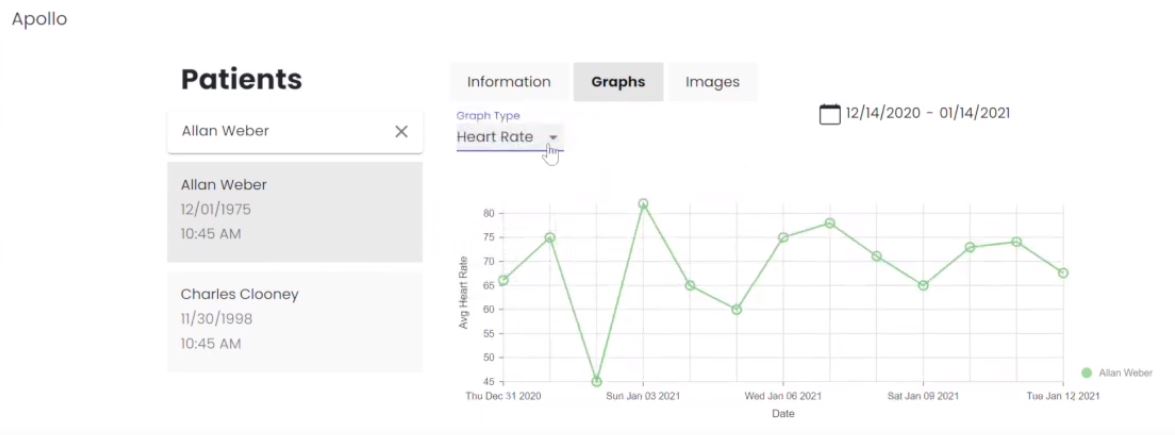 Apollo
Patients
Allan Weber
Allan Weber
12/01/1975
10:45 AM
Charles Clooney
11/30/1998
10:45 AM
Information Graphs Images
Graph Type
Heart Rate
12/14/2020 - 01/14/2021
Avg Heart Rate
80
75
70
65
60
55
50
45
Thu Dec 31 2020 Sun Jan 03 2021 Wed Jan 06 2021 Sat Jan 09 2021 Tue Jan 12 2021
Date
Allan Weber